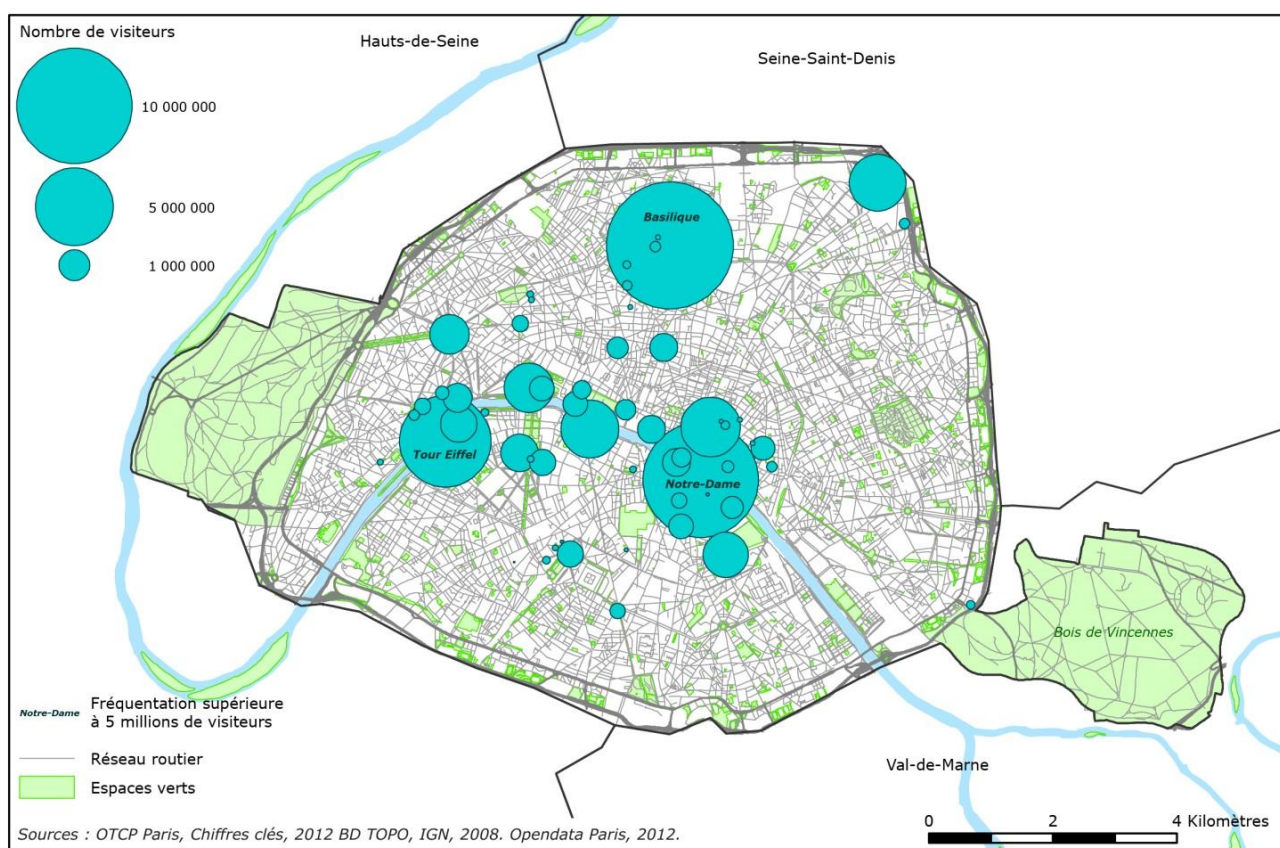 Nombre de visiteurs
10 000 000
5 000 000
1 000 000
Hauts-de-Seine
Seine-Saint-Denis
Basilique
Tour Eiffel
Notre-Dame
Bois de Vincennes
Val-de-Marne
Notre-Dame
Fréquentation supérieure
à 5 millions de visiteurs
Réseau routier
Espaces verts
Sources : OTCP Paris, Chiffres clés, 2012 BD TOPO, IGN, 2008. Opendata Paris, 2012.
0 2 4 Kilomètres